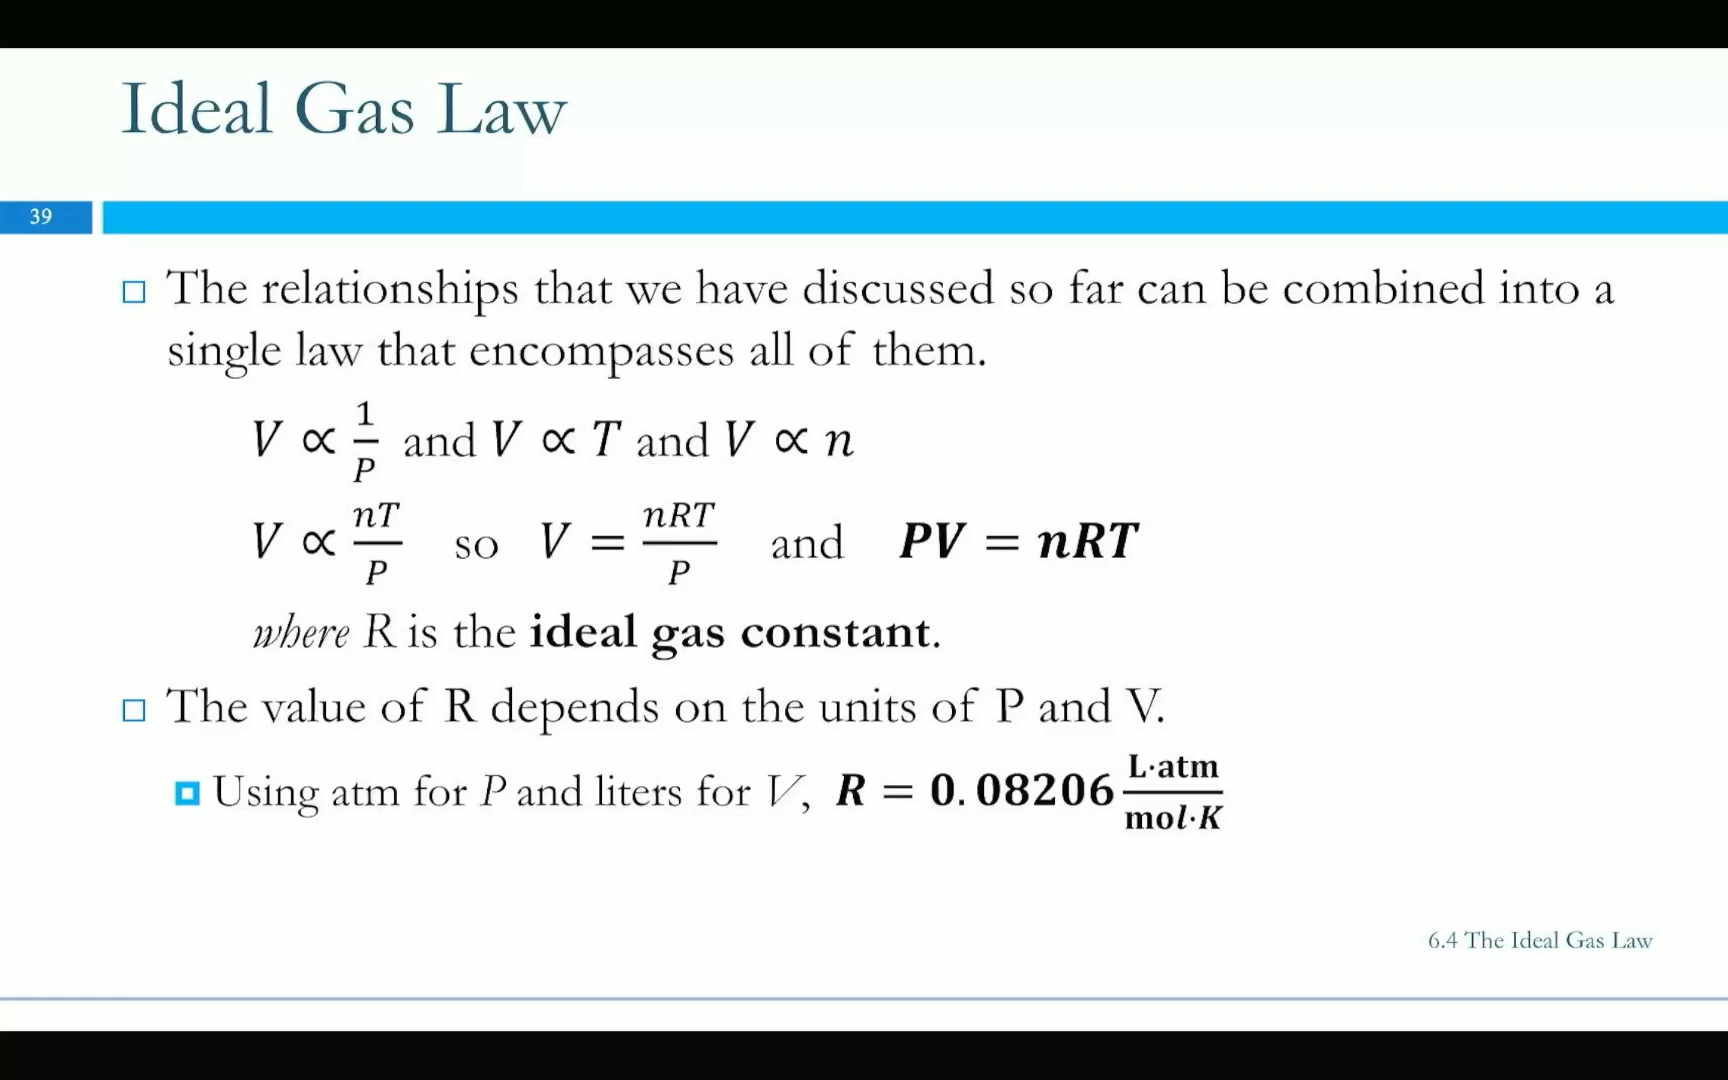 Ideal Gas Law
39
The relationships that we have discussed so far can be combined into a
single law that encompasses all of them.
V ∝ 1/P and V ∝ T and V ∝ n
V ∝ nT/P so V = nRT/P and PV = nRT
where R is the ideal gas constant.
The value of R depends on the units of P and V.
Using atm for P and liters for V, R = 0.08206 L·atm/mol·K
6.4 The Ideal Gas Law